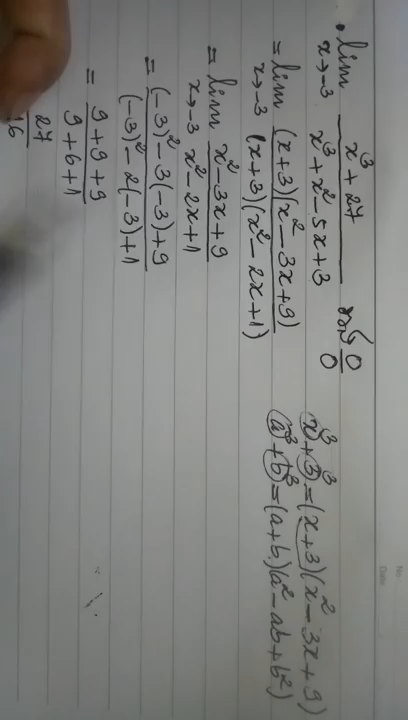 • lim x→-3 (x³ + 27)/(x³ + x² - 5x + 3) 0/0
= lim x→-3 (x+3)(x² - 3x + 9)/(x+3)(x² - 2x + 1)
= lim x→-3 (x² - 3x + 9)/(x² - 2x + 1)
= ((-3)² - 3(-3) + 9)/((-3)² - 2(-3) + 1)
= (9 + 9 + 9)/(9 + 6 + 1)
27/16
x³ + 3³ = (x+3)(x² - 3x + 9)
a³ + b³ = (a+b)(a² - ab + b²)
No
Date